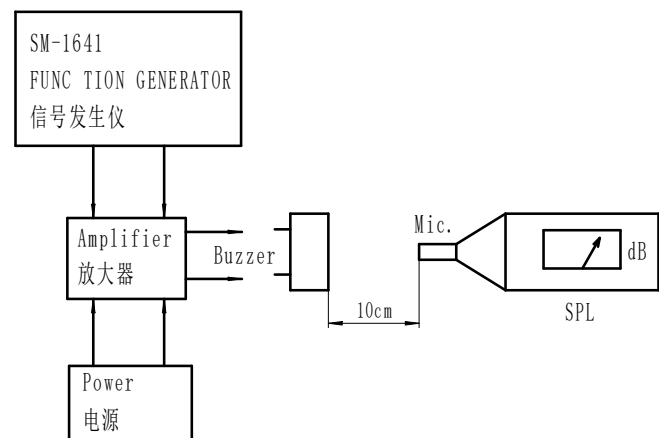 SM-1641
FUNC TION GENERATOR
信号发生仪
Amplifier
放大器
Buzzer
Mic.
dB
10cm
SPL
Power
电源